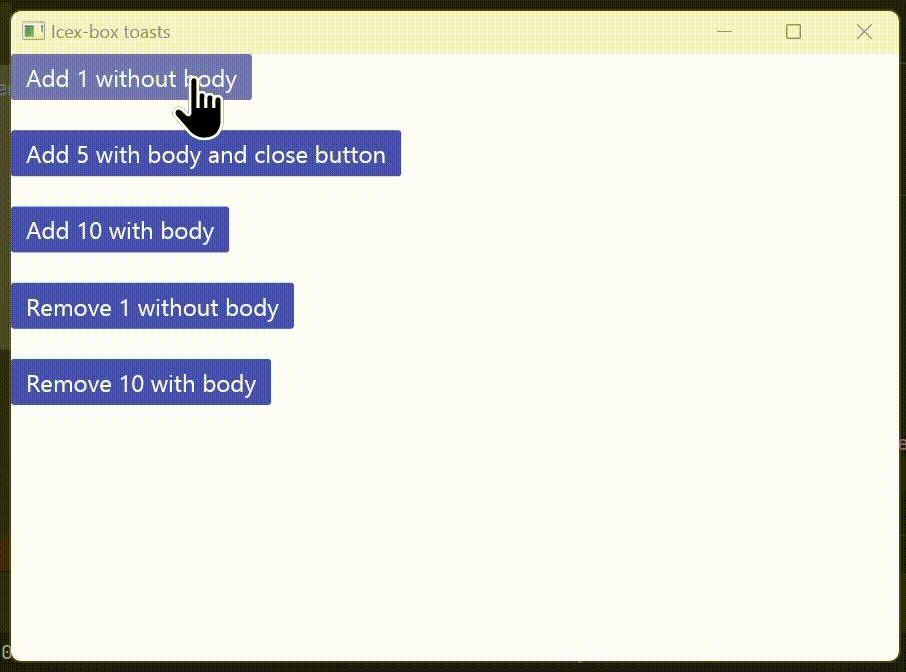 Icex-box toasts
Add 1 without body
Add 5 with body and close button
Add 10 with body
Remove 1 without body
Remove 10 with body